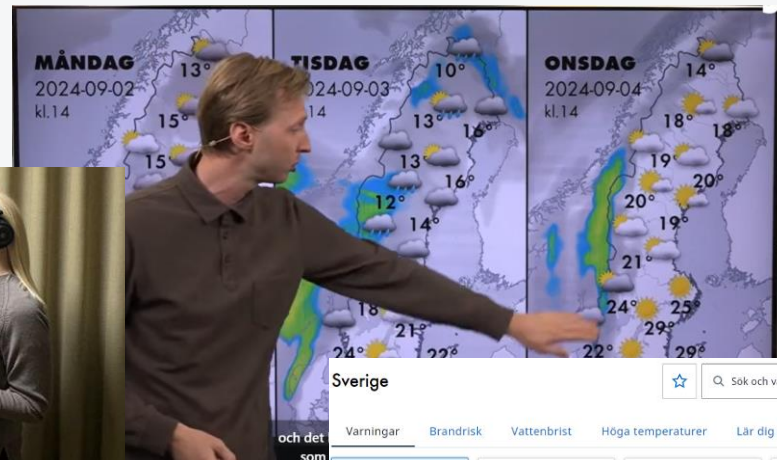 MÅNDAG
2024-09-02
kl.14
13°
15°
15°
TISDAG
2024-09-03
14
10°
13°
16°
13°
16°
12°
14°
18°
21°
24°
22°
ONSDAG
2024-09-04
kl.14
14°
18°
18°
19°
20°
20°
19°
21°
24°
25°
29°
22°
29°
och det
som
Sverige
Sök och
Varningar
Brandrisk
Vattenbrist
Höga temperaturer
Lär dig